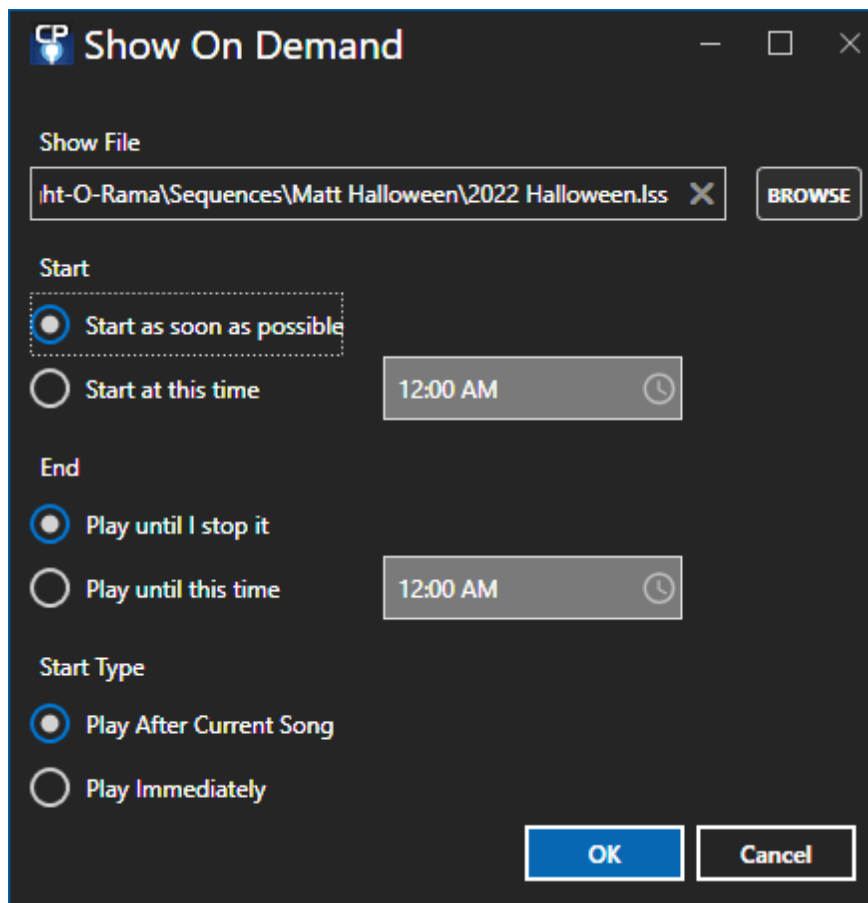 CP Show On Demand
Show File
ht-O-Rama\Sequences\Matt Halloween\2022 Halloween.lss
BROWSE
Start
Start as soon as possible
Start at this time 12:00 AM
End
Play until I stop it
Play until this time 12:00 AM
Start Type
Play After Current Song
Play Immediately
OK Cancel